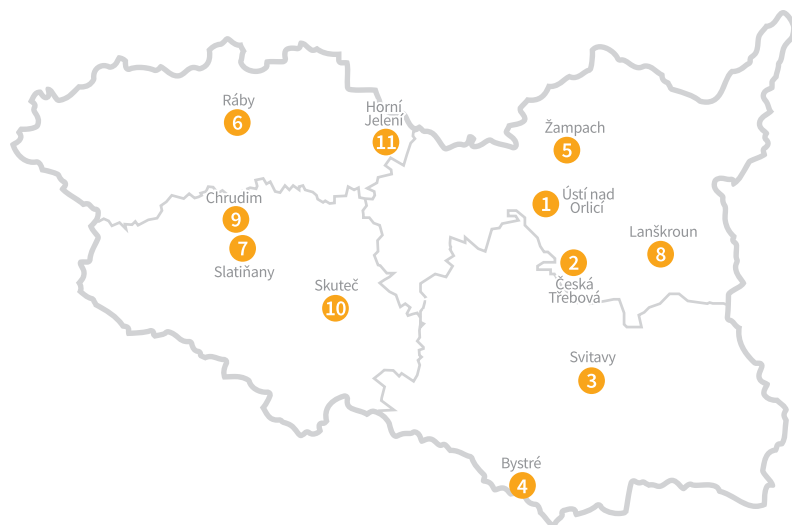 Ráby
6
Horní
Jelení
11
Žampach
5
Chrudim
9
7
Slatiňany
1
Ústí nad
Orlicí
Lanškroun
8
2
Česká
Třebová
Skuteč
10
Svitavy
3
Bystré
4